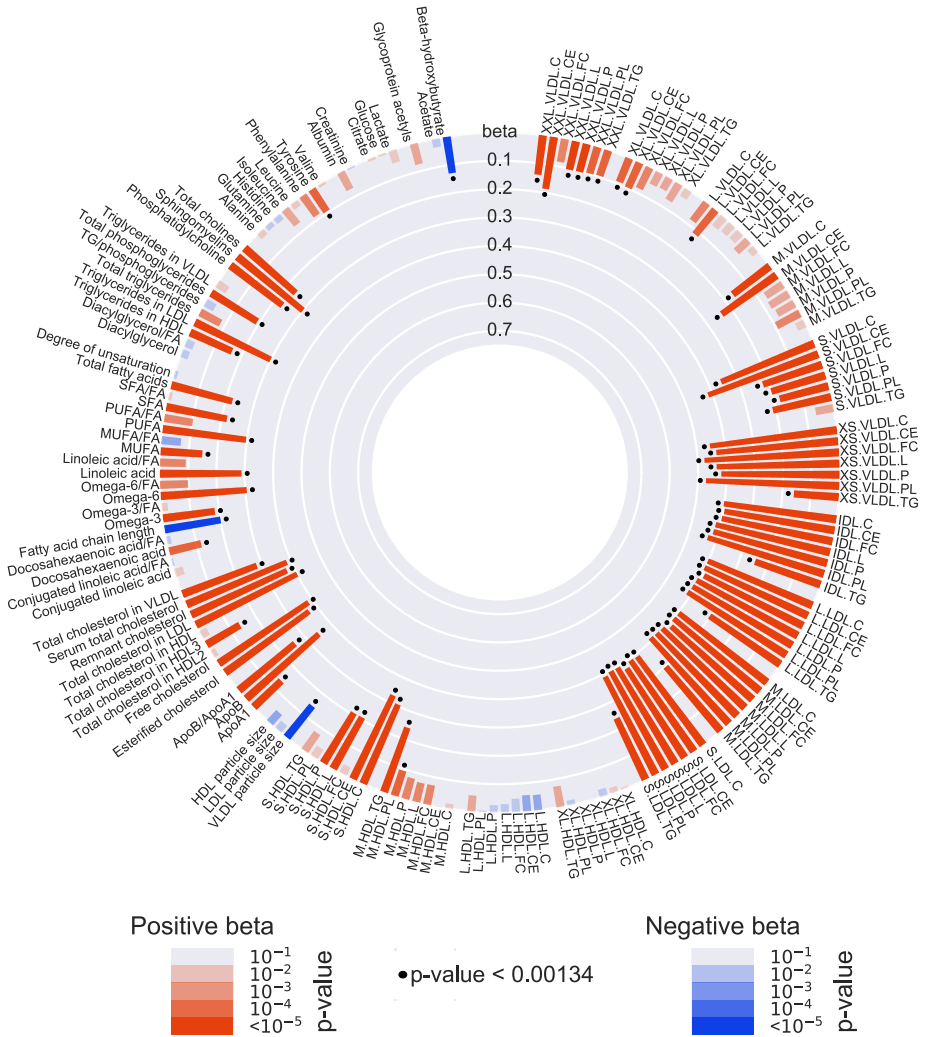 beta
0.1
0.2
0.3
0.4
0.5
0.6
0.7
XXL.VLDL.C
XXL.VLDL.CE
XXL.VLDL.FC
XXL.VLDL.L
XXL.VLDL.P
XXL.VLDL.PL
XXL.VLDL.TG
XL.VLDL.C
XL.VLDL.CE
XL.VLDL.FC
XL.VLDL.L
XL.VLDL.P
XL.VLDL.PL
XL.VLDL.TG
L.VLDL.C
L.VLDL.CE
L.VLDL.FC
L.VLDL.L
L.VLDL.P
L.VLDL.PL
L.VLDL.TG
M.VLDL.C
M.VLDL.CE
M.VLDL.FC
M.VLDL.L
M.VLDL.P
M.VLDL.PL
M.VLDL.TG
S.VLDL.C
S.VLDL.CE
S.VLDL.FC
S.VLDL.L
S.VLDL.P
S.VLDL.PL
S.VLDL.TG
XS.VLDL.C
XS.VLDL.CE
XS.VLDL.FC
XS.VLDL.L
XS.VLDL.P
XS.VLDL.PL
XS.VLDL.TG
IDL.C
IDL.CE
IDL.FC
IDL.L
IDL.P
IDL.PL
IDL.TG
L.LDL.C
L.LDL.CE
L.LDL.FC
L.LDL.L
L.LDL.P
L.LDL.PL
L.LDL.TG
M.LDL.C
M.LDL.CE
M.LDL.FC
M.LDL.L
M.LDL.P
M.LDL.PL
M.LDL.TG
S.LDL.C
S.LDL.CE
S.LDL.FC
S.LDL.L
S.LDL.P
S.LDL.PL
S.LDL.TG
XL.HDL.C
XL.HDL.CE
XL.HDL.FC
XL.HDL.L
XL.HDL.P
XL.HDL.PL
XL.HDL.TG
L.HDL.C
L.HDL.CE
L.HDL.FC
L.HDL.L
L.HDL.P
L.HDL.PL
L.HDL.TG
M.HDL.C
M.HDL.CE
M.HDL.FC
M.HDL.L
M.HDL.P
M.HDL.PL
M.HDL.TG
S.HDL.C
S.HDL.CE
S.HDL.FC
S.HDL.L
S.HDL.P
S.HDL.PL
S.HDL.TG
VLDL particle size
LDL particle size
HDL particle size
ApoA1
ApoB
ApoB/ApoA1
Esterified cholesterol
Free cholesterol
Total cholesterol in HDL2
Total cholesterol in HDL3
Total cholesterol in HDL
Total cholesterol in LDL
Remnant cholesterol
Serum total cholesterol
Total cholesterol in VLDL
Conjugated linoleic acid
Conjugated linoleic acid/FA
Docosahexaenoic acid
Docosahexaenoic acid/FA
Fatty acid chain length
Omega-3
Omega-3/FA
Omega-6
Omega-6/FA
Linoleic acid
Linoleic acid/FA
MUFA
MUFA/FA
PUFA
PUFA/FA
SFA
SFA/FA
Total fatty acids
Degree of unsaturation
Diacylglycerol
Diacylglycerol/FA
Triglycerides in HDL
Triglycerides in LDL
Total triglycerides
TG/phosphoglycerides
Total phosphoglycerides
Triglycerides in VLDL
Phosphatidylcholine
Sphingomyelins
Total cholines
Alanine
Glutamine
Histidine
Isoleucine
Leucine
Phenylalanine
Tyrosine
Valine
Albumin
Creatinine
Citrate
Glucose
Lactate
Glycoprotein acetyls
Acetate
Beta-hydroxybutyrate
Positive beta
10⁻¹
10⁻²
10⁻³
10⁻⁴
<10⁻⁵
p-value
p-value < 0.00134
Negative beta
10⁻¹
10⁻²
10⁻³
10⁻⁴
<10⁻⁵
p-value